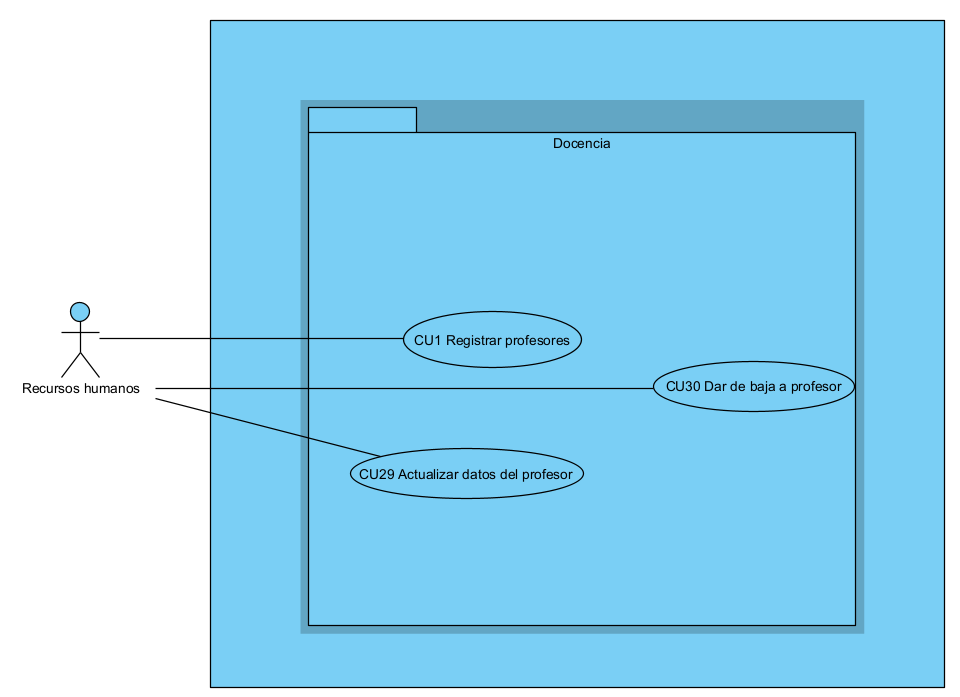 Docencia
CU1 Registrar profesores
Recursos humanos
CU30 Dar de baja a profesor
CU29 Actualizar datos del profesor